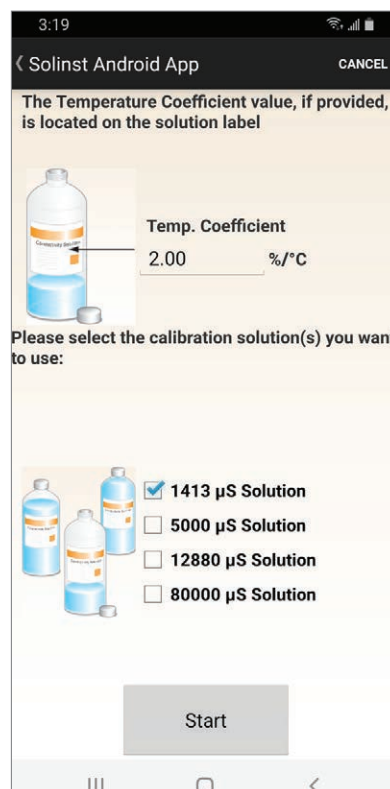 3:19
Solinst Android App CANCEL
The Temperature Coefficient value, if provided,
is located on the solution label
Temp. Coefficient
2.00 %/°C
Please select the calibration solution(s) you wan
to use:
1413 µS Solution
5000 µS Solution
12880 µS Solution
80000 µS Solution
Start